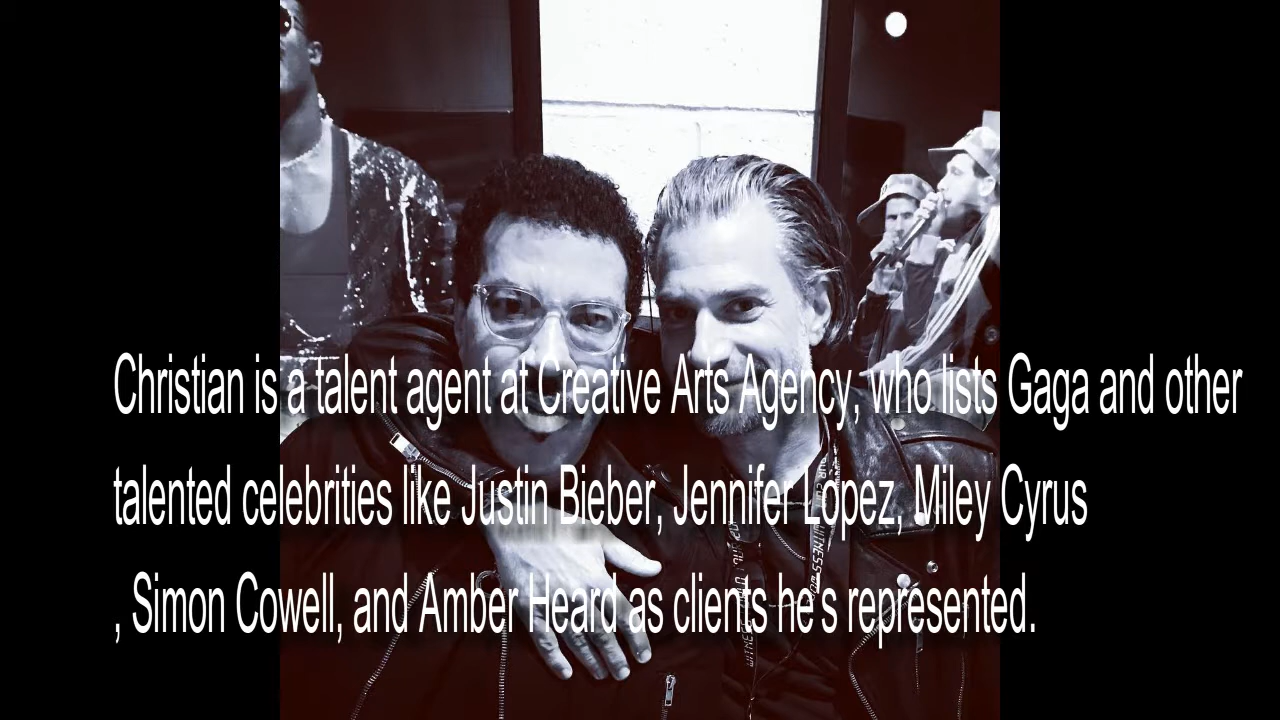 Christian is a talent agent at Creative Arts Agency, who lists Gaga and other
talented celebrities like Justin Bieber, Jennifer Lopez, Miley Cyrus
, Simon Cowell, and Amber Heard as clients he's represented.
WITNESS